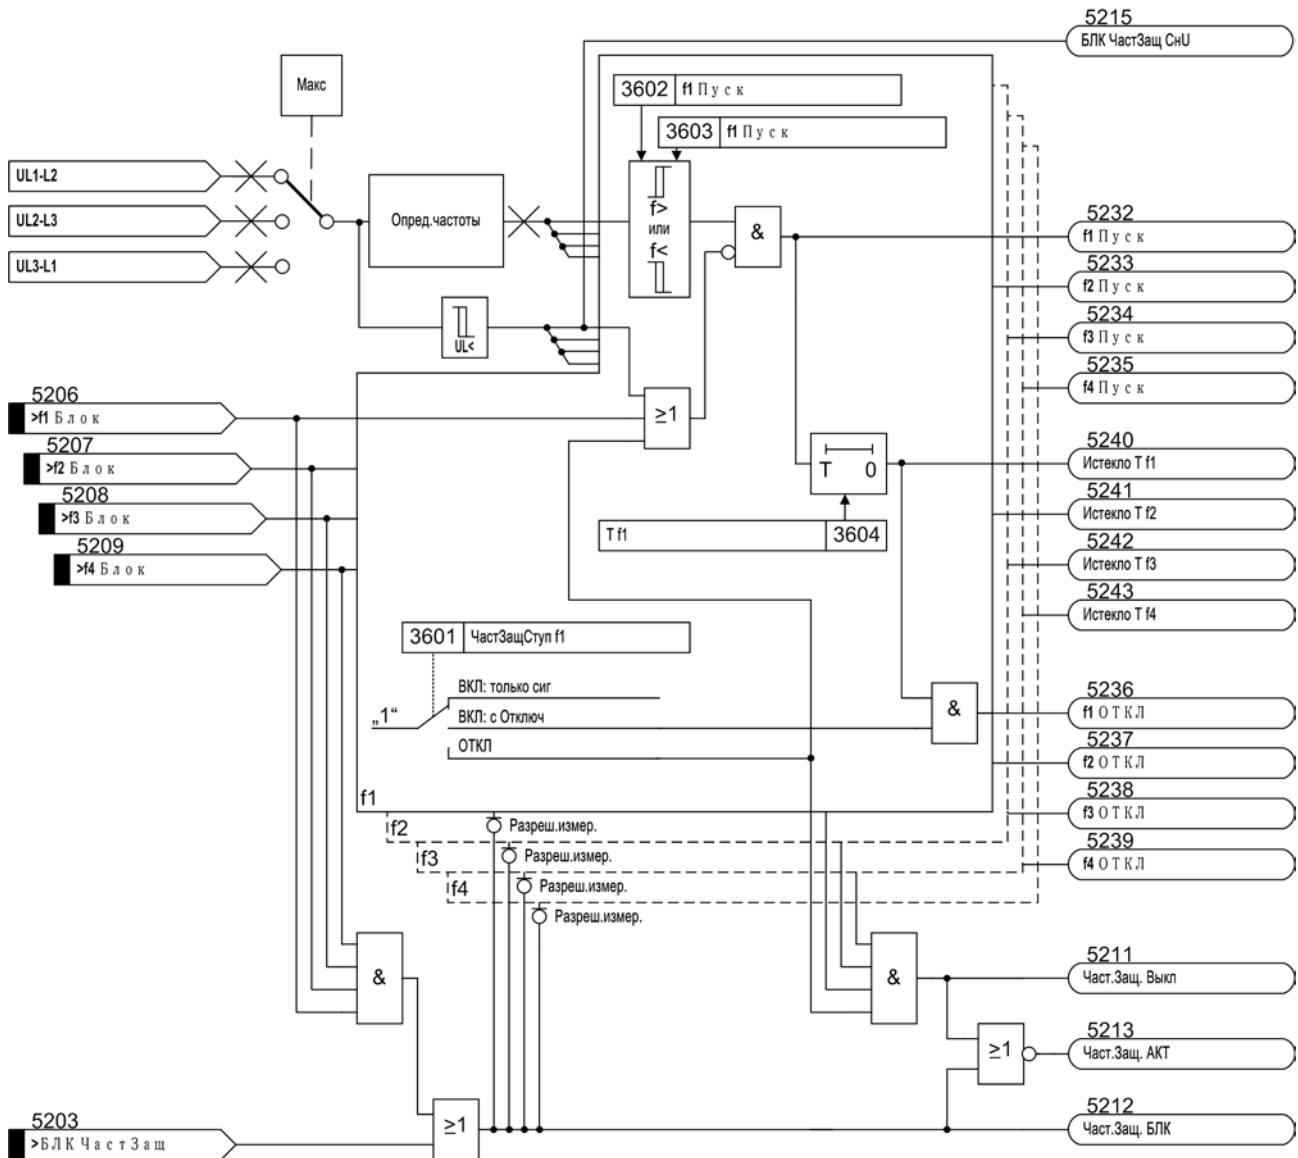 5215
БЛК ЧастЗащ СнU
Макс
3602 f1 Пуск
3603 f1 Пуск
UL1-L2
UL2-L3
UL3-L1
Опред.частоты
f>
или
f<
&
UL<
5232
f1 Пуск
5233
f2 Пуск
5234
f3 Пуск
5235
f4 Пуск
5206
>f1 Блок
5207
>f2 Блок
5208
>f3 Блок
5209
>f4 Блок
≥1
T 0
T f1 3604
5240
Истекло T f1
5241
Истекло T f2
5242
Истекло T f3
5243
Истекло T f4
3601 ЧастЗащСтуп f1
„1“
ВКЛ: только сиг
ВКЛ: с Отключ
ОТКЛ
&
5236
f1 ОТКЛ
5237
f2 ОТКЛ
5238
f3 ОТКЛ
5239
f4 ОТКЛ
f1
f2
f3
f4
Разреш.измер.
Разреш.измер.
Разреш.измер.
Разреш.измер.
&
&
5211
Част.Защ. Выкл
≥1
5213
Част.Защ. АКТ
5203
>БЛК ЧастЗащ
≥1
5212
Част.Защ. БЛК